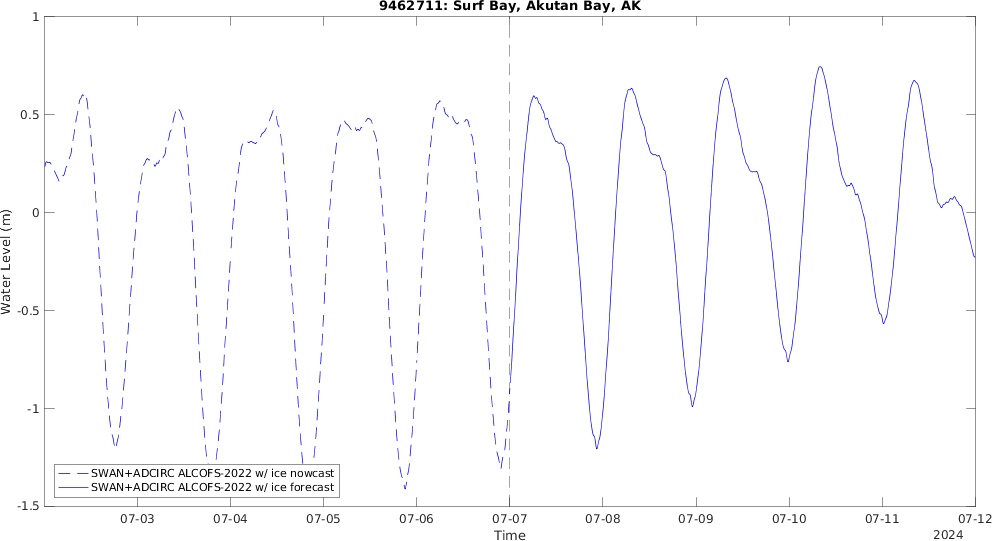 9462711: Surf Bay, Akutan Bay, AK
1
0.5
0
-0.5
-1
-1.5
Water Level (m)
SWAN+ADCIRC ALCOFS-2022 w/ ice nowcast
SWAN+ADCIRC ALCOFS-2022 w/ ice forecast
07-03 07-04 07-05 07-06 07-07 07-08 07-09 07-10 07-11 07-12
Time
2024